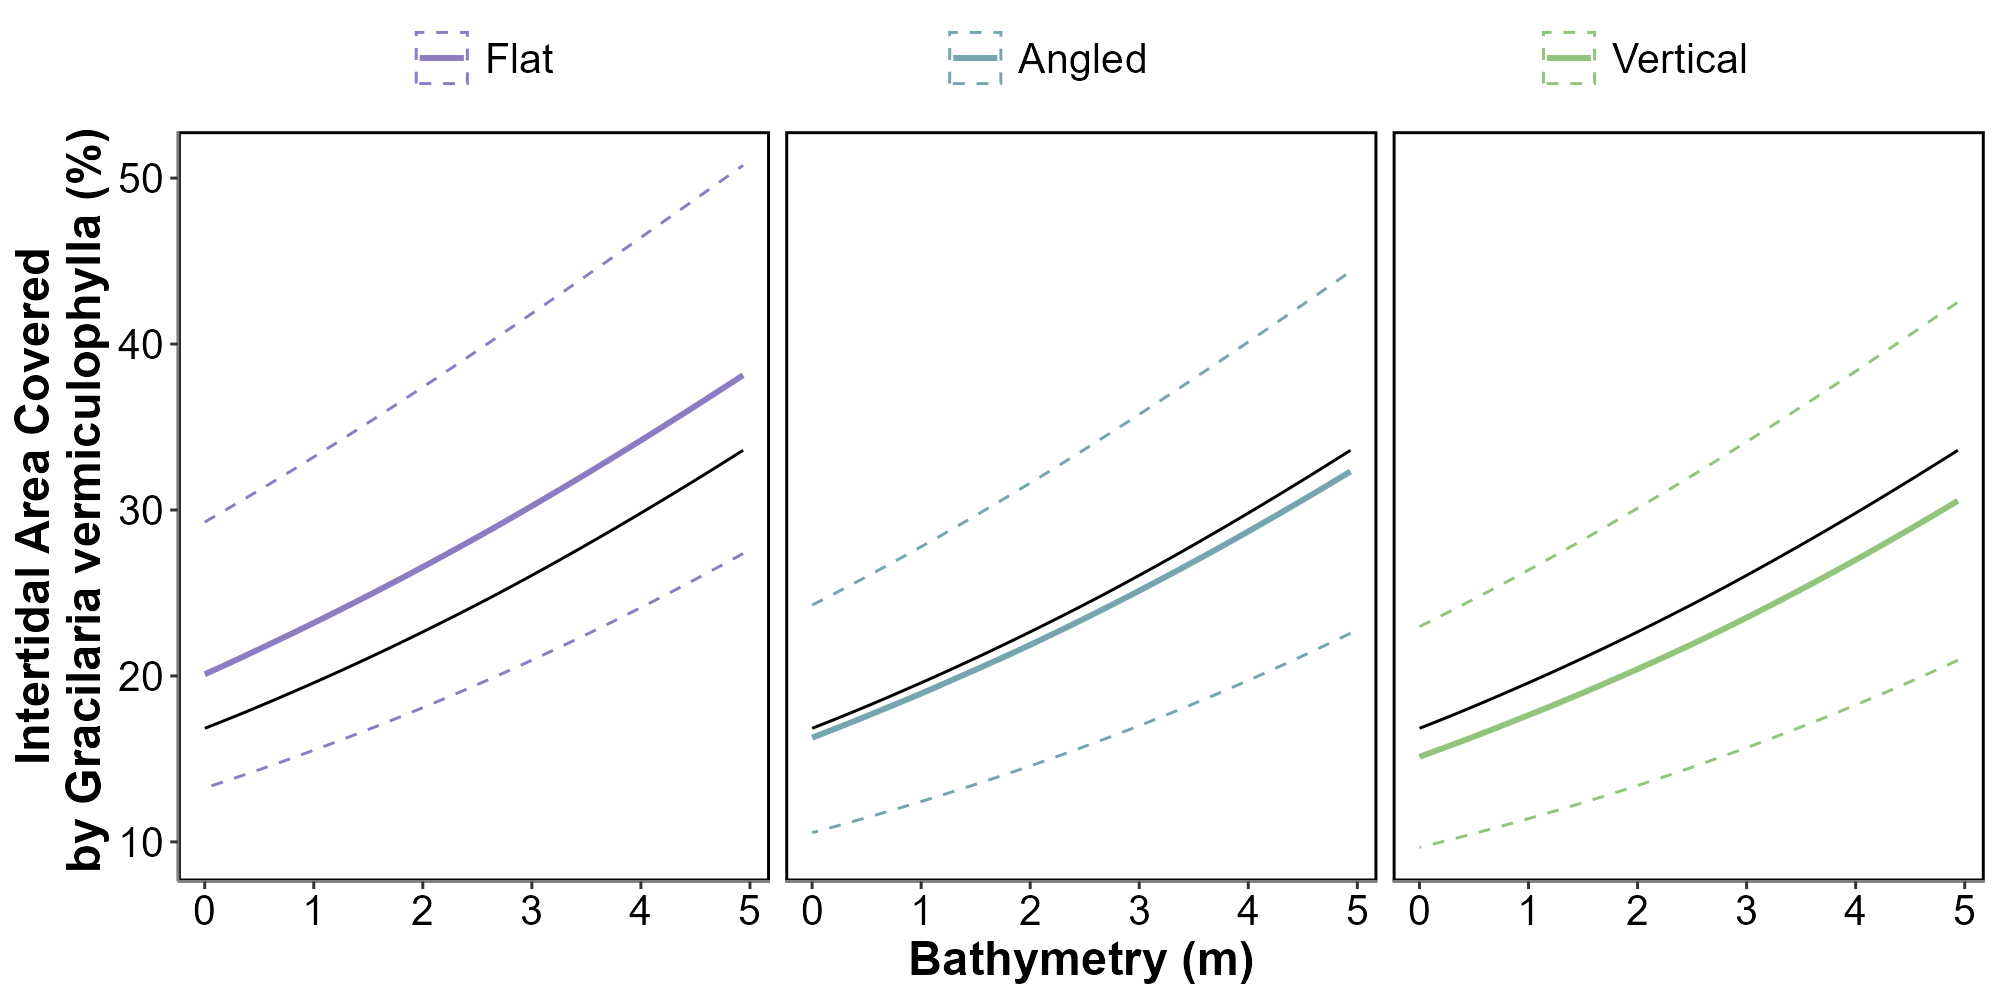 Flat
Angled
Vertical
Intertidal Area Covered
by Gracilaria vermiculophylla (%)
50
40
30
20
10
0 1 2 3 4 5
0 1 2 3 4 5
0 1 2 3 4 5
Bathymetry (m)